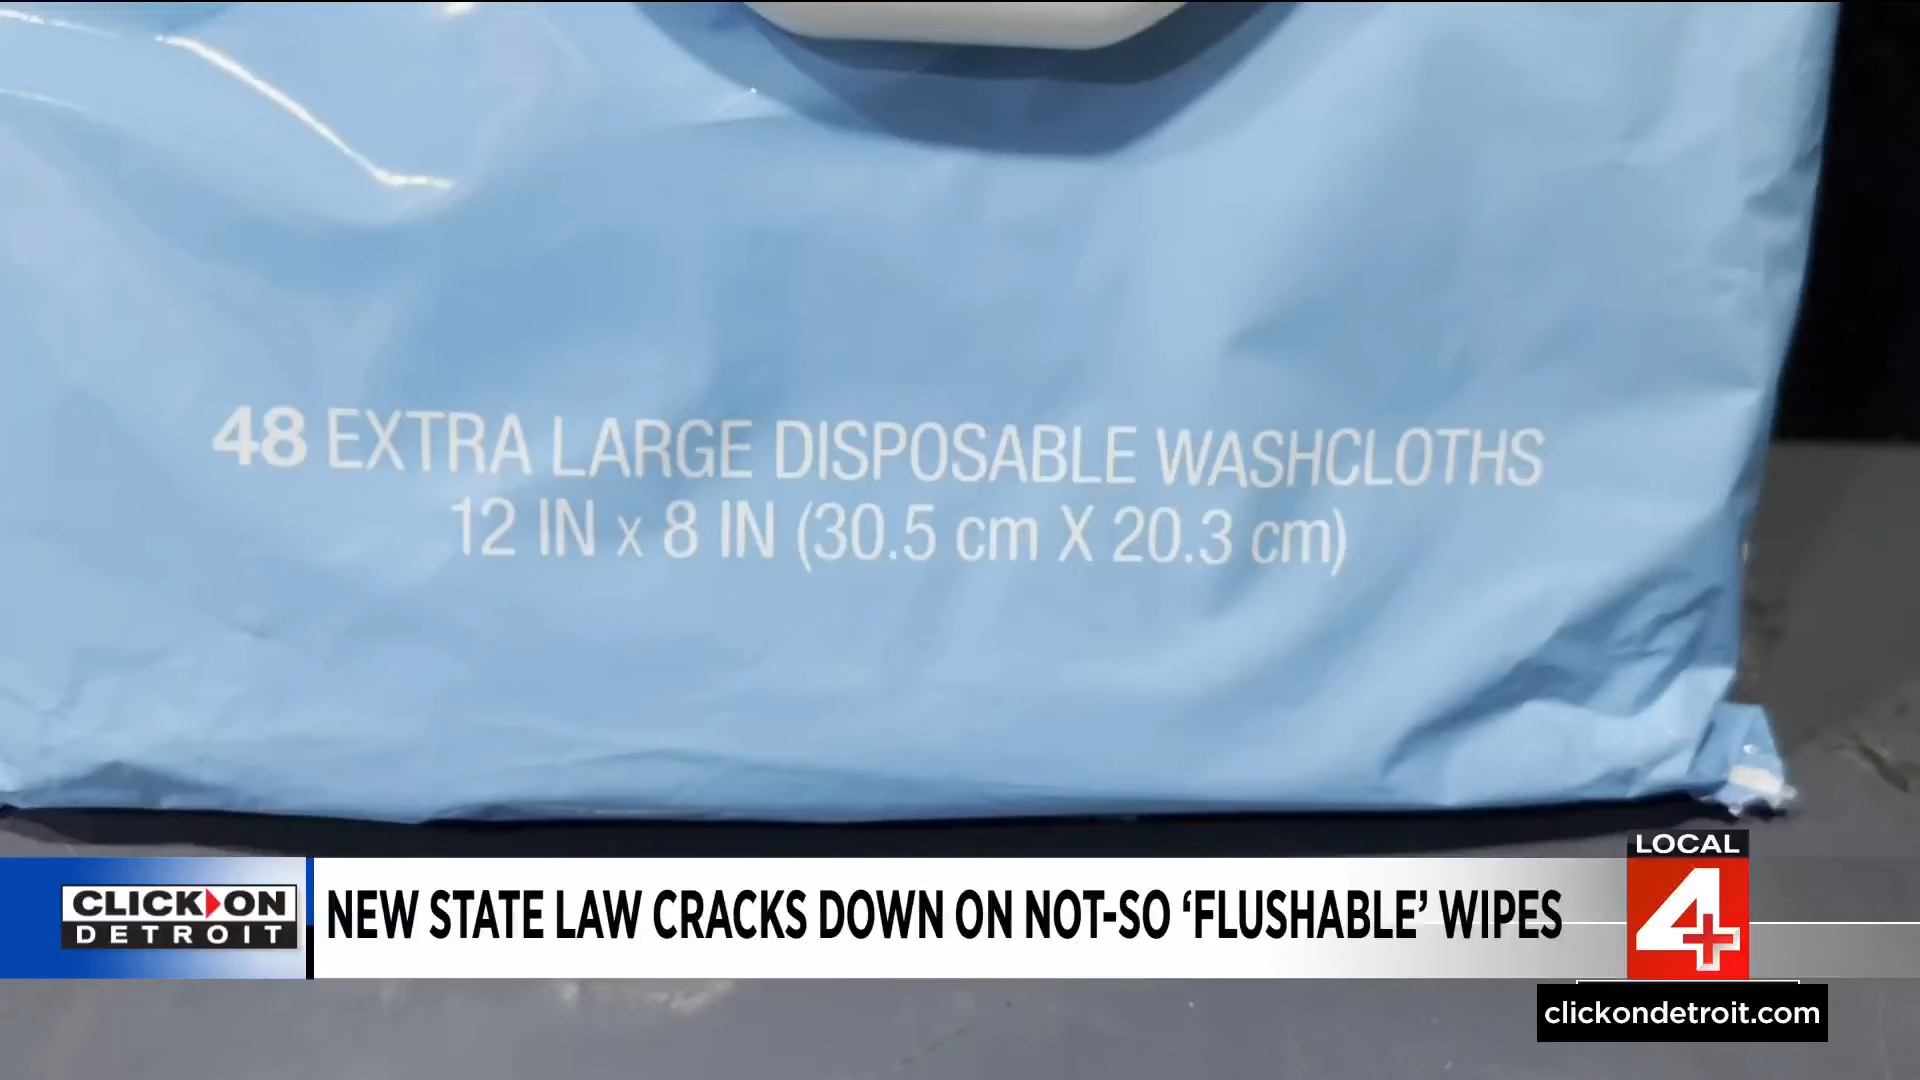 48 EXTRA LARGE DISPOSABLE WASHCLOTHS
12 IN x 8 IN (30.5 cm X 20.3 cm)
LOCAL
4+
CLICK ON
DETROIT
NEW STATE LAW CRACKS DOWN ON NOT-SO ‘FLUSHABLE’ WIPES
clickondetroit.com